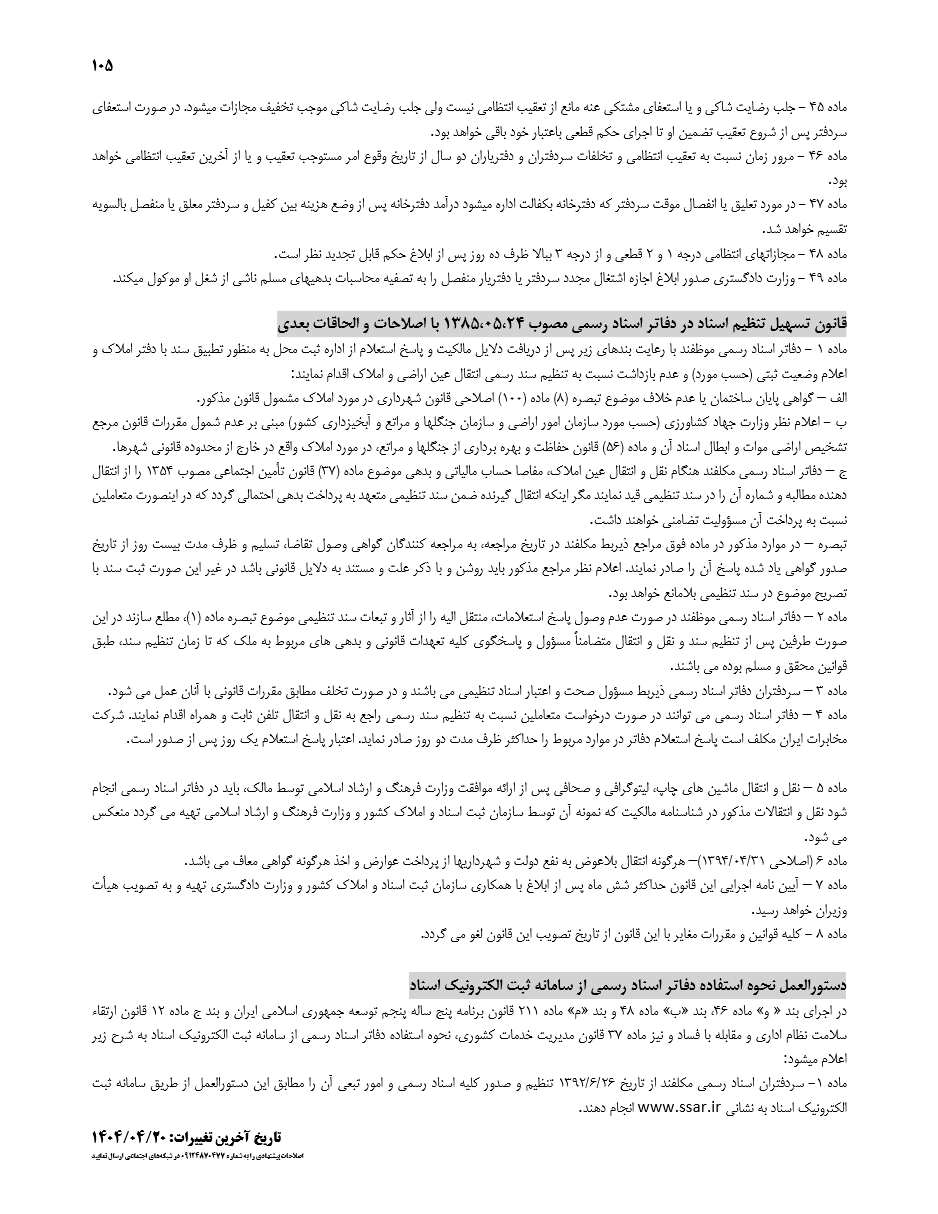 ۱۰۵
ماده ۴۵ - جلب رضایت شاکی و یا استعفای مشتکی عنه مانع از تعقیب انتظامی نیست ولی جلب رضایت شاکی موجب تخفیف مجازات میشود. در صورت استعفای
سردفتر پس از شروع تعقیب تضمین او تا اجرای حکم قطعی باعتبار خود باقی خواهد بود.
ماده ۴۶ - مرور زمان نسبت به تعقیب انتظامی و تخلفات سردفتران و دفتریاران دو سال از تاریخ وقوع امر مستوجب تعقیب و یا از آخرین تعقیب انتظامی خواهد
بود.
ماده ۴۷ - در مورد تعلیق یا انفصال موقت سردفتر که دفترخانه بکفالت اداره میشود درآمد دفترخانه پس از وضع هزینه بین کفیل و سردفتر معلق یا منفصل بالسویه
تقسیم خواهد شد.
ماده ۴۸ - مجازاتهای انتظامی درجه ۱ و ۲ قطعی و از درجه ۳ ببالا ظرف ده روز پس از ابلاغ حکم قابل تجدید نظر است.
ماده ۴۹ - وزارت دادگستری صدور ابلاغ اجازه اشتغال مجدد سردفتر یا دفتریار منفصل را به تصفیه محاسبات بدهیهای مسلم ناشی از شغل او موکول میکند.
قانون تسهیل تنظیم اسناد در دفاتر اسناد رسمی مصوب ۱۳۸۵،۰۵،۲۴ با اصلاحات و الحاقات بعدی
ماده ۱ - دفاتر اسناد رسمی موظفند با رعایت بندهای زیر پس از دریافت دلایل مالکیت و پاسخ استعلام از اداره ثبت محل به منظور تطبیق سند با دفتر املاک و
اعلام وضعیت ثبتی (حسب مورد) و عدم بازداشت نسبت به تنظیم سند رسمی انتقال عین اراضی و املاک اقدام نمایند:
الف – گواهی پایان ساختمان یا عدم خلاف موضوع تبصره (۸) ماده (۱۰۰) اصلاحی قانون شهرداری در مورد املاک مشمول قانون مذکور.
ب - اعلام نظر وزارت جهاد کشاورزی (حسب مورد سازمان امور اراضی و سازمان جنگلها و مراتع و آبخیزداری کشور) مبنی بر عدم شمول مقررات قانون مرجع
تشخیص اراضی موات و ابطال اسناد آن و ماده (۵۶) قانون حفاظت و بهره برداری از جنگلها و مراتع، در مورد املاک واقع در خارج از محدوده قانونی شهرها.
ج – دفاتر اسناد رسمی مکلفند هنگام نقل و انتقال عین املاک، مفاصا حساب مالیاتی و بدهی موضوع ماده (۳۷) قانون تأمین اجتماعی مصوب ۱۳۵۴ را از انتقال
دهنده مطالبه و شماره آن را در سند تنظیمی قید نمایند مگر اینکه انتقال گیرنده ضمن سند تنظیمی متعهد به پرداخت بدهی احتمالی گردد که در اینصورت متعاملین
نسبت به پرداخت آن مسؤولیت تضامنی خواهند داشت.
تبصره – در موارد مذکور در ماده فوق مراجع ذیربط مکلفند در تاریخ مراجعه، به مراجعه کنندگان گواهی وصول تقاضا، تسلیم و ظرف مدت بیست روز از تاریخ
صدور گواهی یاد شده پاسخ آن را صادر نمایند. اعلام نظر مراجع مذکور باید روشن و با ذکر علت و مستند به دلایل قانونی باشد در غیر این صورت ثبت سند با
تصریح موضوع در سند تنظیمی بلامانع خواهد بود.
ماده ۲ – دفاتر اسناد رسمی موظفند در صورت عدم وصول پاسخ استعلامات، منتقل الیه را از آثار و تبعات سند تنظیمی موضوع تبصره ماده (۱)، مطلع سازند در این
صورت طرفین پس از تنظیم سند و نقل و انتقال متضامناً مسؤول و پاسخگوی کلیه تعهدات قانونی و بدهی های مربوط به ملک که تا زمان تنظیم سند، طبق
قوانین محقق و مسلم بوده می باشند.
ماده ۳ – سردفتران دفاتر اسناد رسمی ذیربط مسؤول صحت و اعتبار اسناد تنظیمی می باشند و در صورت تخلف مطابق مقررات قانونی با آنان عمل می شود.
ماده ۴ – دفاتر اسناد رسمی می توانند در صورت درخواست متعاملین نسبت به تنظیم سند رسمی راجع به نقل و انتقال تلفن ثابت و همراه اقدام نمایند. شرکت
مخابرات ایران مکلف است پاسخ استعلام دفاتر در موارد مربوط را حداکثر ظرف مدت دو روز صادر نماید. اعتبار پاسخ استعلام یک روز پس از صدور است.
ماده ۵ – نقل و انتقال ماشین های چاپ، لیتوگرافی و صحافی پس از ارائه موافقت وزارت فرهنگ و ارشاد اسلامی توسط مالک، باید در دفاتر اسناد رسمی انجام
شود نقل و انتقالات مذکور در شناسنامه مالکیت که نمونه آن توسط سازمان ثبت اسناد و املاک کشور و وزارت فرهنگ و ارشاد اسلامی تهیه می گردد منعکس
می شود.
ماده ۶ (اصلاحی ۱۳۹۴/۰۴/۳۱)– هرگونه انتقال بلاعوض به نفع دولت و شهرداریها از پرداخت عوارض و اخذ هرگونه گواهی معاف می باشد.
ماده ۷ – آیین نامه اجرایی این قانون حداکثر شش ماه پس از ابلاغ با همکاری سازمان ثبت اسناد و املاک کشور و وزارت دادگستری تهیه و به تصویب هیأت
وزیران خواهد رسید.
ماده ۸ - کلیه قوانین و مقررات مغایر با این قانون از تاریخ تصویب این قانون لغو می گردد.
دستورالعمل نحوه استفاده دفاتر اسناد رسمی از سامانه ثبت الکترونیک اسناد
در اجرای بند « و» ماده ۴۶، بند «ب» ماده ۴۸ و بند «م» ماده ۲۱۱ قانون برنامه پنج ساله پنجم توسعه جمهوری اسلامی ایران و بند ج ماده ۱۲ قانون ارتقاء
سلامت نظام اداری و مقابله با فساد و نیز ماده ۳۷ قانون مدیریت خدمات کشوری، نحوه استفاده دفاتر اسناد رسمی از سامانه ثبت الکترونیک اسناد به شرح زیر
اعلام میشود:
ماده ۱- سردفتران اسناد رسمی مکلفند از تاریخ ۱۳۹۲/۶/۲۶ تنظیم و صدور کلیه اسناد رسمی و امور تبعی آن را مطابق این دستورالعمل از طریق سامانه ثبت
الکترونیک اسناد به نشانی www.ssar.ir انجام دهند.
تاریخ آخرین تغییرات: ۱۴۰۴/۰۴/۲۰
اصلاحات پیشنهادی را به شماره ۰۹۱۲۴۸۷۰۴۷۷ در شبکه‌های اجتماعی ارسال نمایید